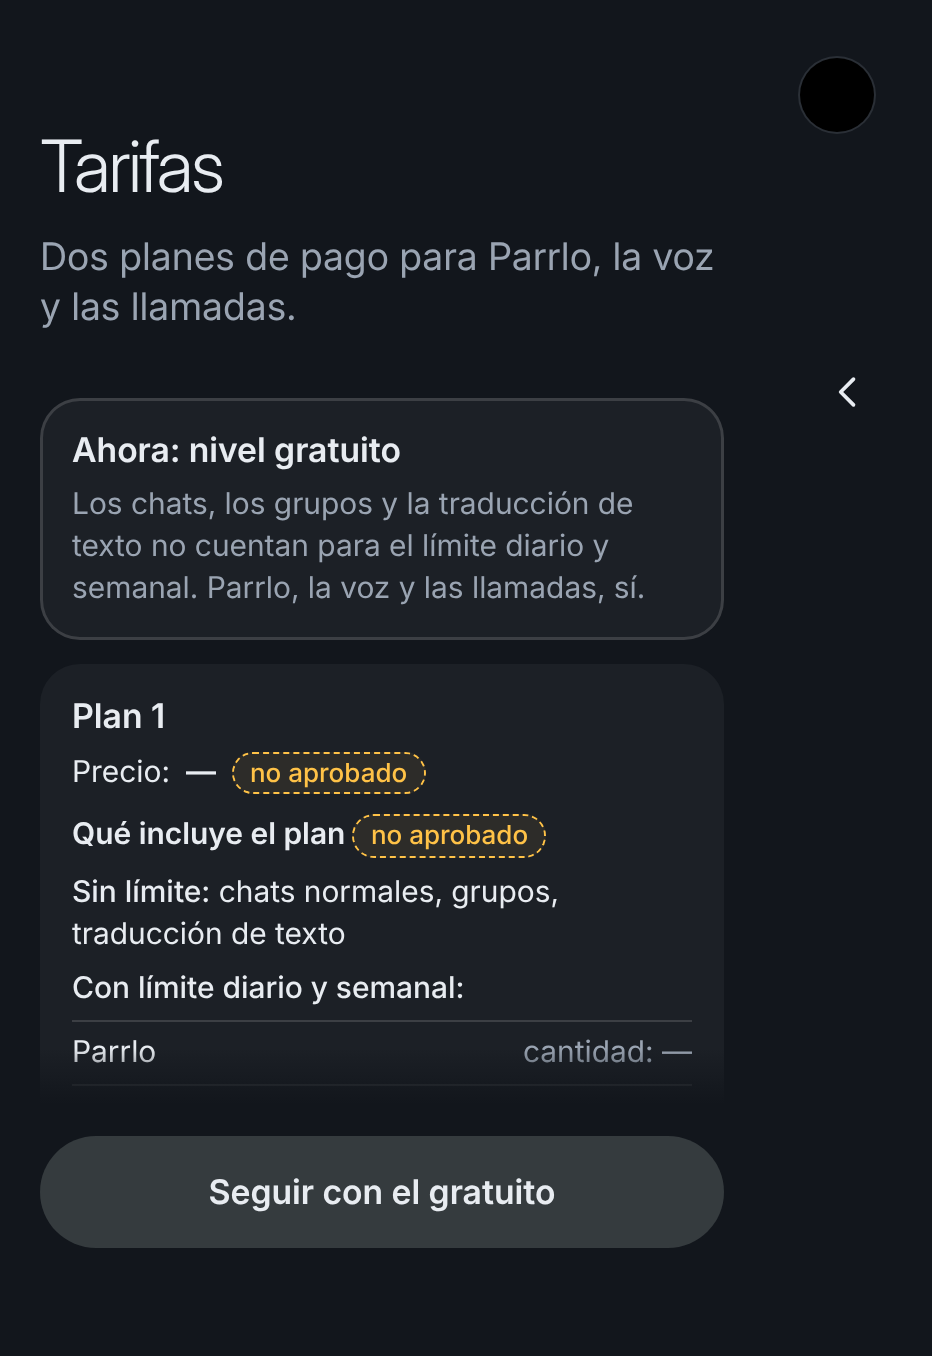 Tarifas
Dos planes de pago para Parrlo, la voz
y las llamadas.
Ahora: nivel gratuito
Los chats, los grupos y la traducción de
texto no cuentan para el límite diario y
semanal. Parrlo, la voz y las llamadas, sí.
Plan 1
Precio: — no aprobado
Qué incluye el plan no aprobado
Sin límite: chats normales, grupos,
traducción de texto
Con límite diario y semanal:
Parrlo cantidad: —
Seguir con el gratuito